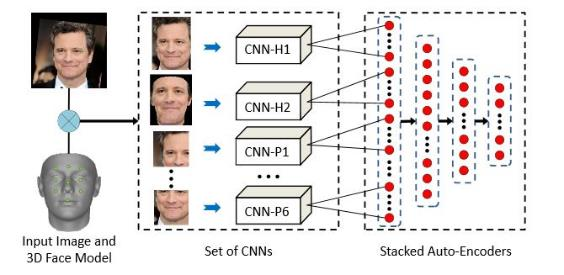 CNN-H1
CNN-H2
CNN-P1
CNN-P6
Input Image and
3D Face Model
Set of CNNs
Stacked Auto-Encoders